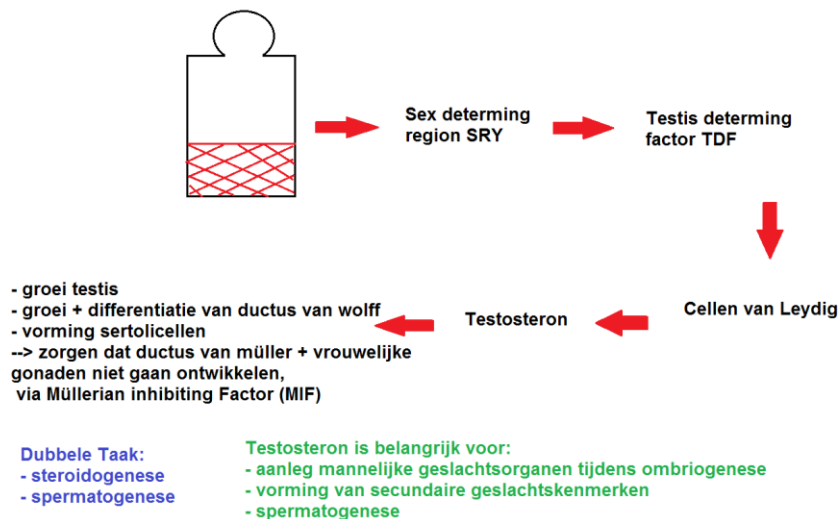 Sex determing
region SRY
Testis determing
factor TDF
Cellen van Leydig
Testosteron
- groei testis
- groei + differentiatie van ductus van wolff
- vorming sertolicellen
--> zorgen dat ductus van müller + vrouwelijke
gonaden niet gaan ontwikkelen,
via Müllerian inhibiting Factor (MIF)
Dubbele Taak:
- steroidogenese
- spermatogenese
Testosteron is belangrijk voor:
- aanleg mannelijke geslachtsorganen tijdens ombriogenese
- vorming van secundaire geslachtskenmerken
- spermatogenese